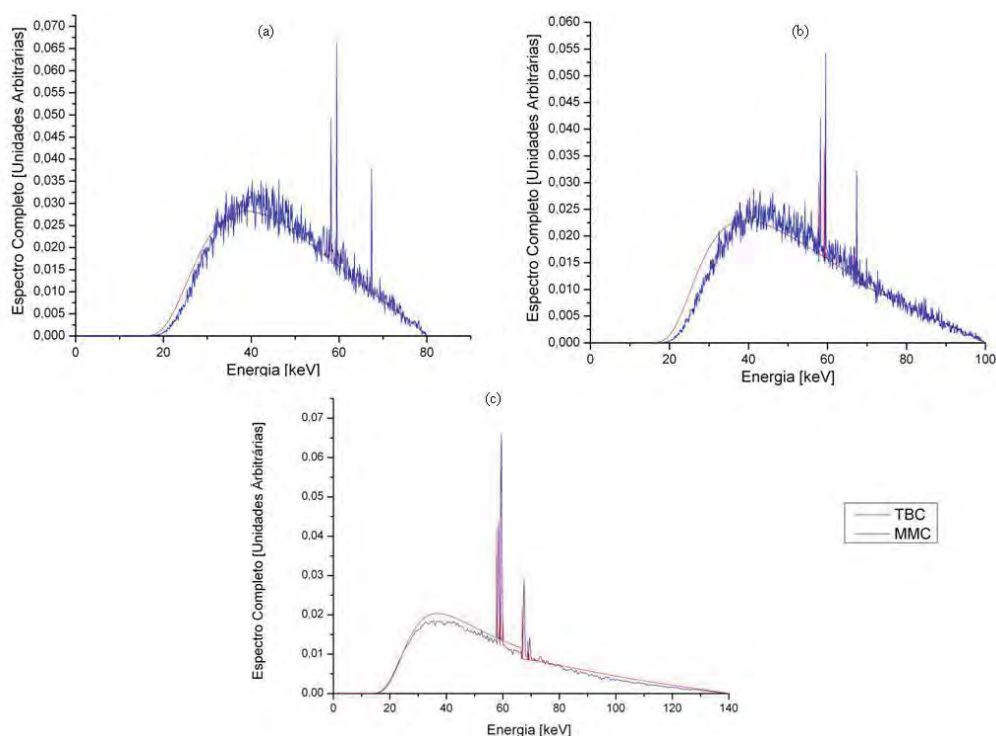 (a)
Espectro Completo [Unidades Arbitrárias]
0,070
0,065
0,060
0,055
0,050
0,045
0,040
0,035
0,030
0,025
0,020
0,015
0,010
0,005
0,000
0 20 40 60 80
Energia [keV]
(b)
Espectro Completo [Unidades Arbitrárias]
0,060
0,055
0,050
0,045
0,040
0,035
0,030
0,025
0,020
0,015
0,010
0,005
0,000
0 20 40 60 80 100
Energia [keV]
(c)
Espectro Completo [Unidades Árbitrárias]
0,07
0,06
0,05
0,04
0,03
0,02
0,01
0,00
0 20 40 60 80 100 120 140
Energia [keV]
TBC
MMC